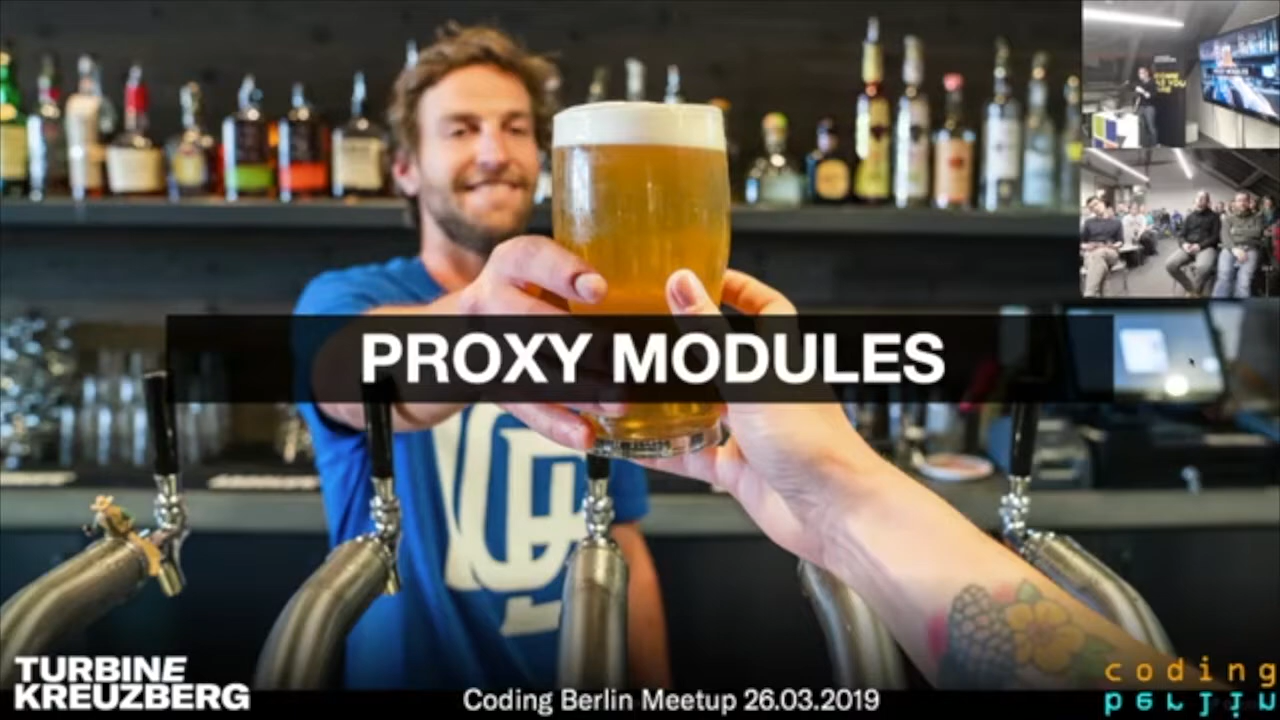 PROXY MODULES
TURBINE
KREUZBERG
Coding Berlin Meetup 26.03.2019
coding
berlin